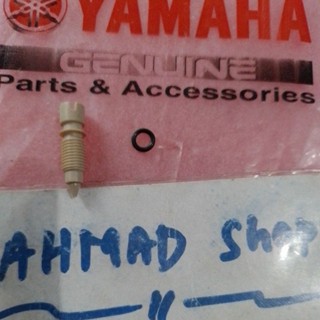 YAMAHA
GENUINE
Parts & Accessories
AHMAD Shop